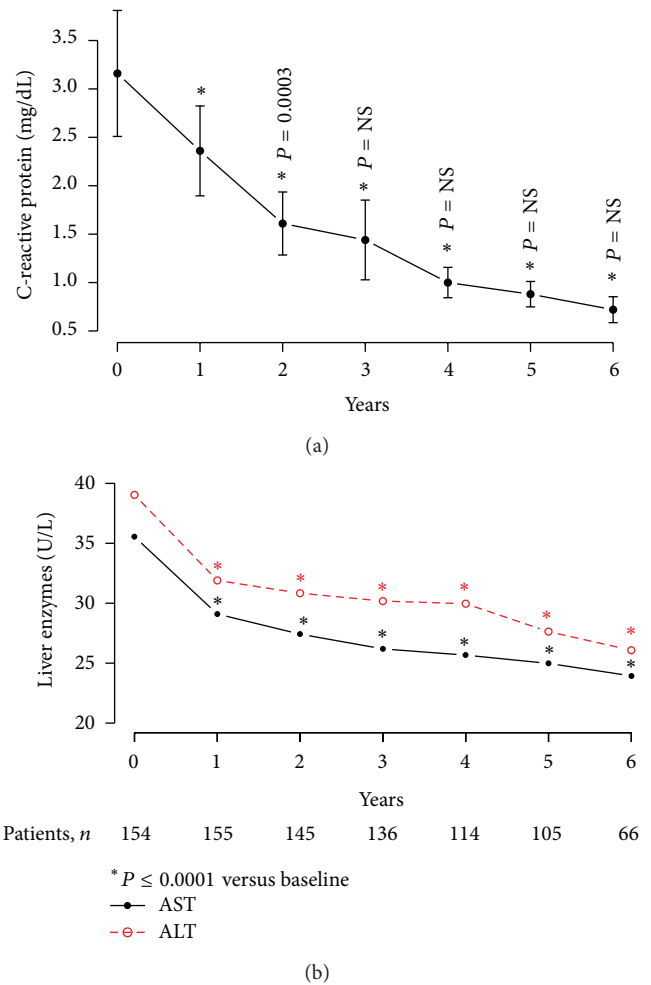 C-reactive protein (mg/dL)
3.5
3.0
2.5
2.0
1.5
1.0
0.5
*
* P = 0.0003
* P = NS
* P = NS
* P = NS
* P = NS
0 1 2 3 4 5 6
Years
(a)
Liver enzymes (U/L)
40
35
30
25
20
* * * * * *
* * * * * *
0 1 2 3 4 5 6
Years
Patients, n 154 155 145 136 114 105 66
* P ≤ 0.0001 versus baseline
AST
ALT
(b)